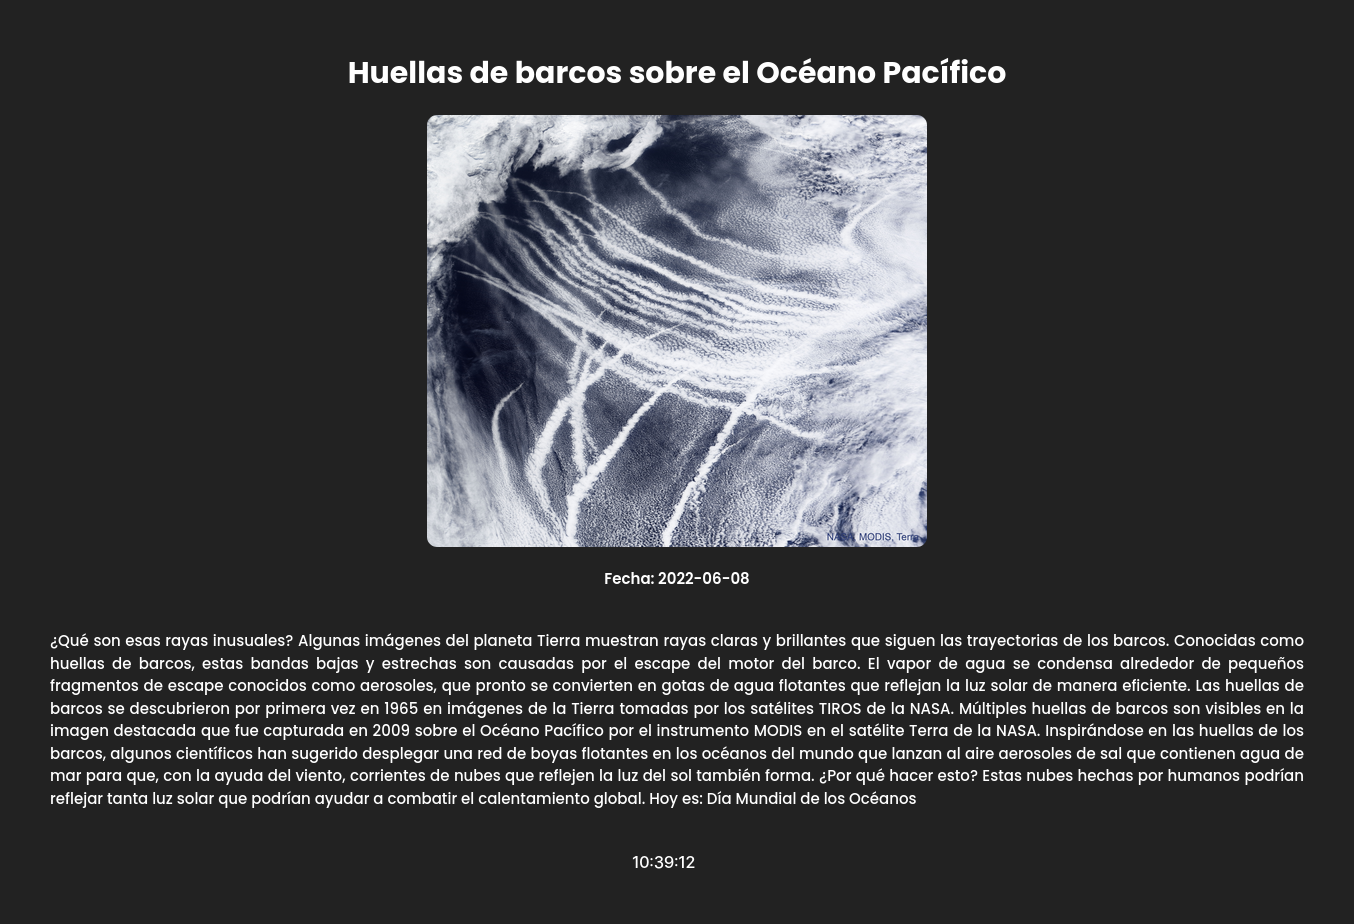 Huellas de barcos sobre el Océano Pacífico
NASA, MODIS, Terra
Fecha: 2022-06-08
¿Qué son esas rayas inusuales? Algunas imágenes del planeta Tierra muestran rayas claras y brillantes que siguen las trayectorias de los barcos. Conocidas como
huellas de barcos, estas bandas bajas y estrechas son causadas por el escape del motor del barco. El vapor de agua se condensa alrededor de pequeños
fragmentos de escape conocidos como aerosoles, que pronto se convierten en gotas de agua flotantes que reflejan la luz solar de manera eficiente. Las huellas de
barcos se descubrieron por primera vez en 1965 en imágenes de la Tierra tomadas por los satélites TIROS de la NASA. Múltiples huellas de barcos son visibles en la
imagen destacada que fue capturada en 2009 sobre el Océano Pacífico por el instrumento MODIS en el satélite Terra de la NASA. Inspirándose en las huellas de los
barcos, algunos científicos han sugerido desplegar una red de boyas flotantes en los océanos del mundo que lanzan al aire aerosoles de sal que contienen agua de
mar para que, con la ayuda del viento, corrientes de nubes que reflejen la luz del sol también forma. ¿Por qué hacer esto? Estas nubes hechas por humanos podrían
reflejar tanta luz solar que podrían ayudar a combatir el calentamiento global. Hoy es: Día Mundial de los Océanos
10:39:12